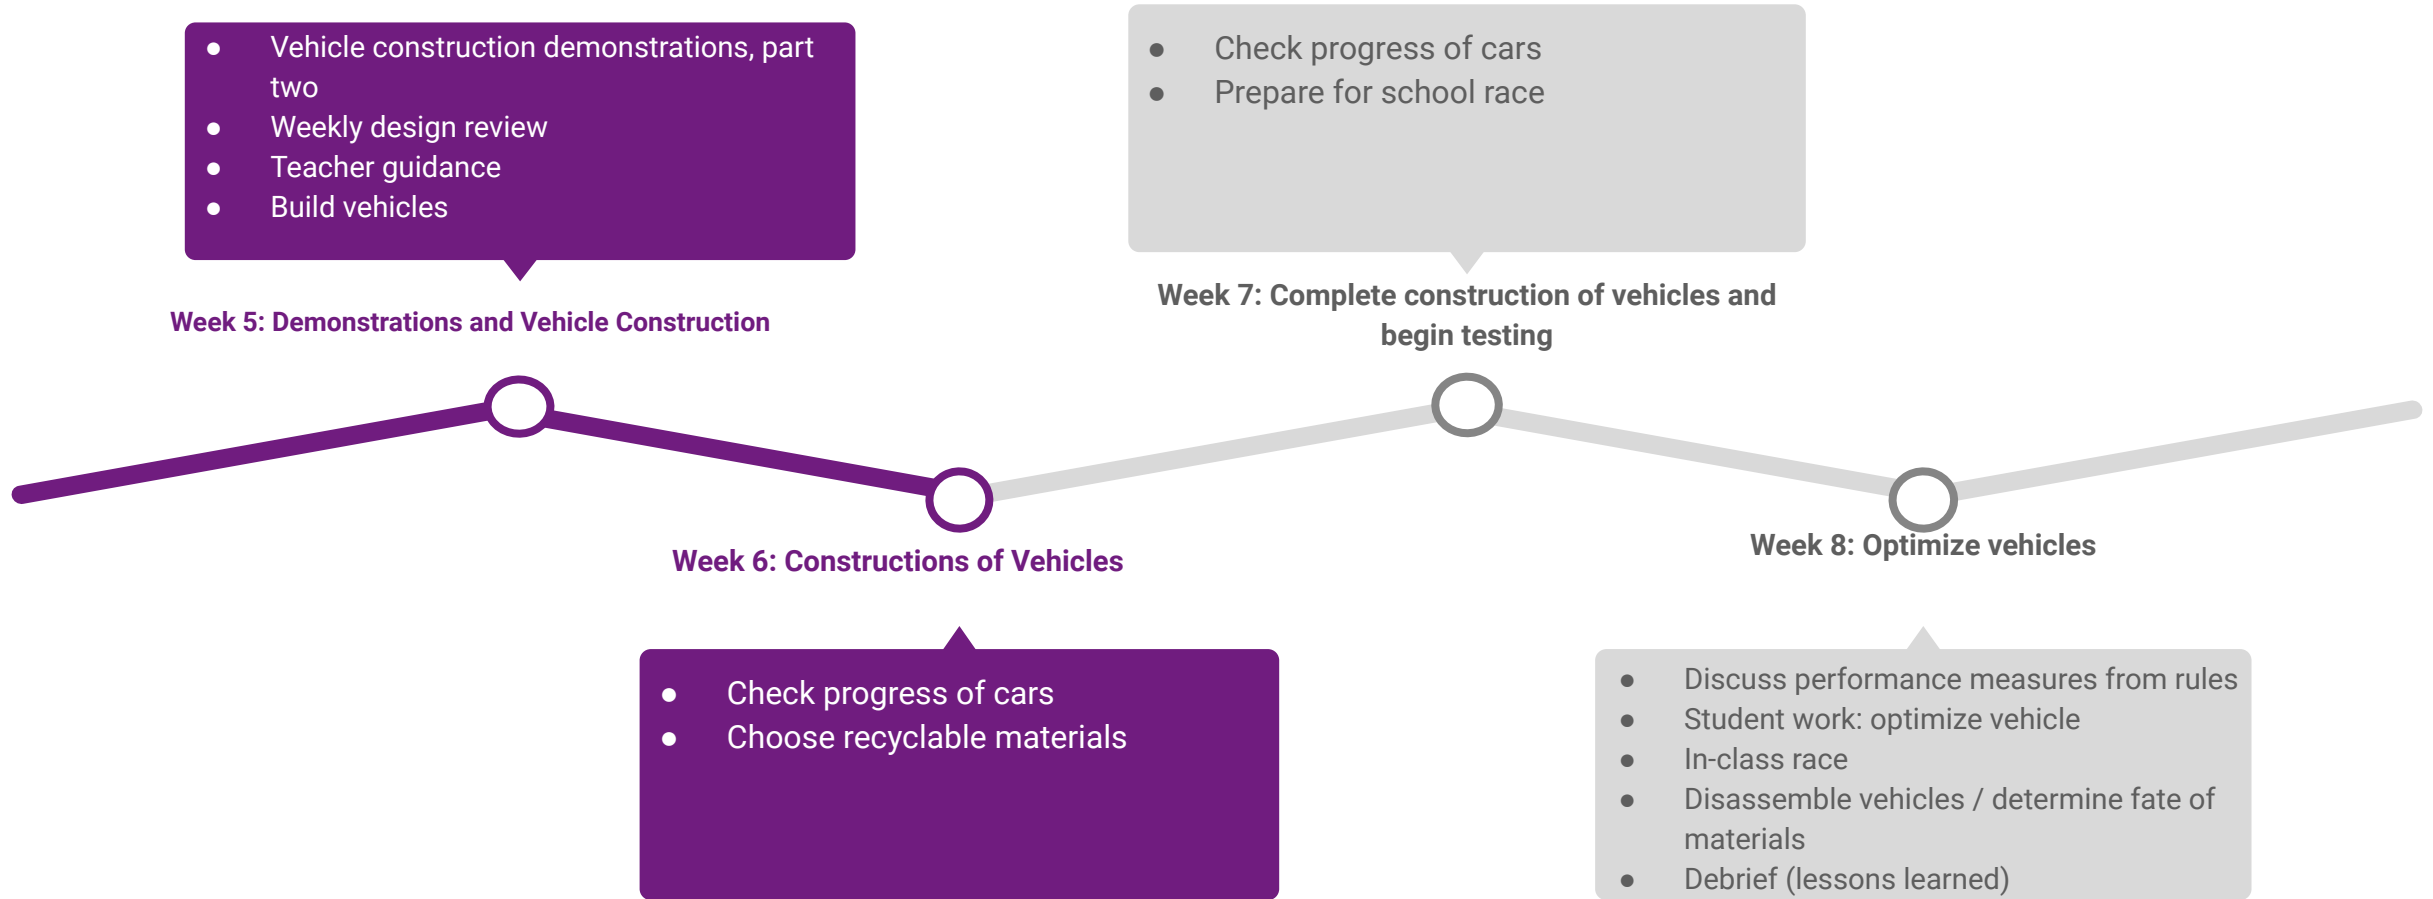 ● Vehicle construction demonstrations, part
two
● Weekly design review
● Teacher guidance
● Build vehicles
Week 5: Demonstrations and Vehicle Construction
● Check progress of cars
● Prepare for school race
Week 7: Complete construction of vehicles and
begin testing
Week 6: Constructions of Vehicles
● Check progress of cars
● Choose recyclable materials
Week 8: Optimize vehicles
● Discuss performance measures from rules
● Student work: optimize vehicle
● In-class race
● Disassemble vehicles / determine fate of
materials
● Debrief (lessons learned)